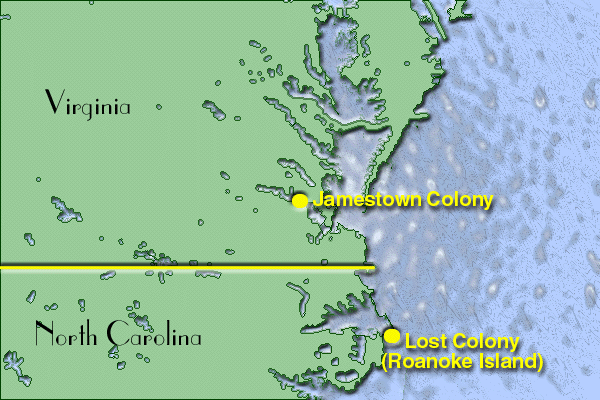 Virginia
Jamestown Colony
North Carolina
Lost Colony
(Roanoke Island)